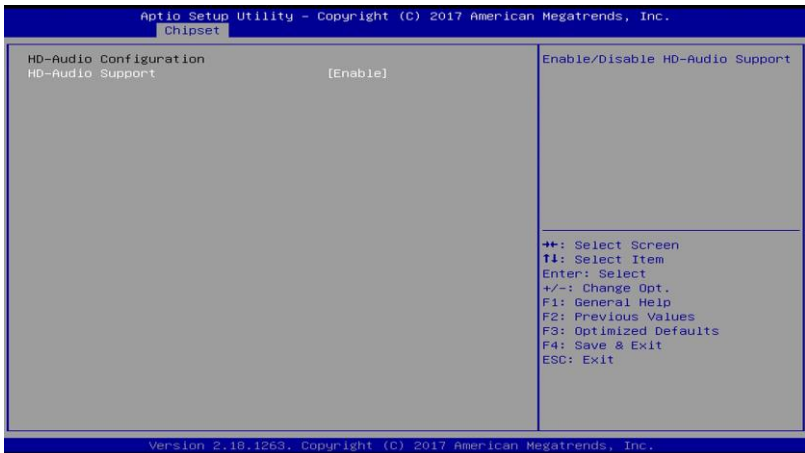 Aptio Setup Utility – Copyright (C) 2017 American Megatrends, Inc.
Chipset
HD-Audio Configuration
HD-Audio Support [Enable]
Enable/Disable HD-Audio Support
→←: Select Screen
↑↓: Select Item
Enter: Select
+/-: Change Opt.
F1: General Help
F2: Previous Values
F3: Optimized Defaults
F4: Save & Exit
ESC: Exit
Version 2.18.1263. Copyright (C) 2017 American Megatrends, Inc.